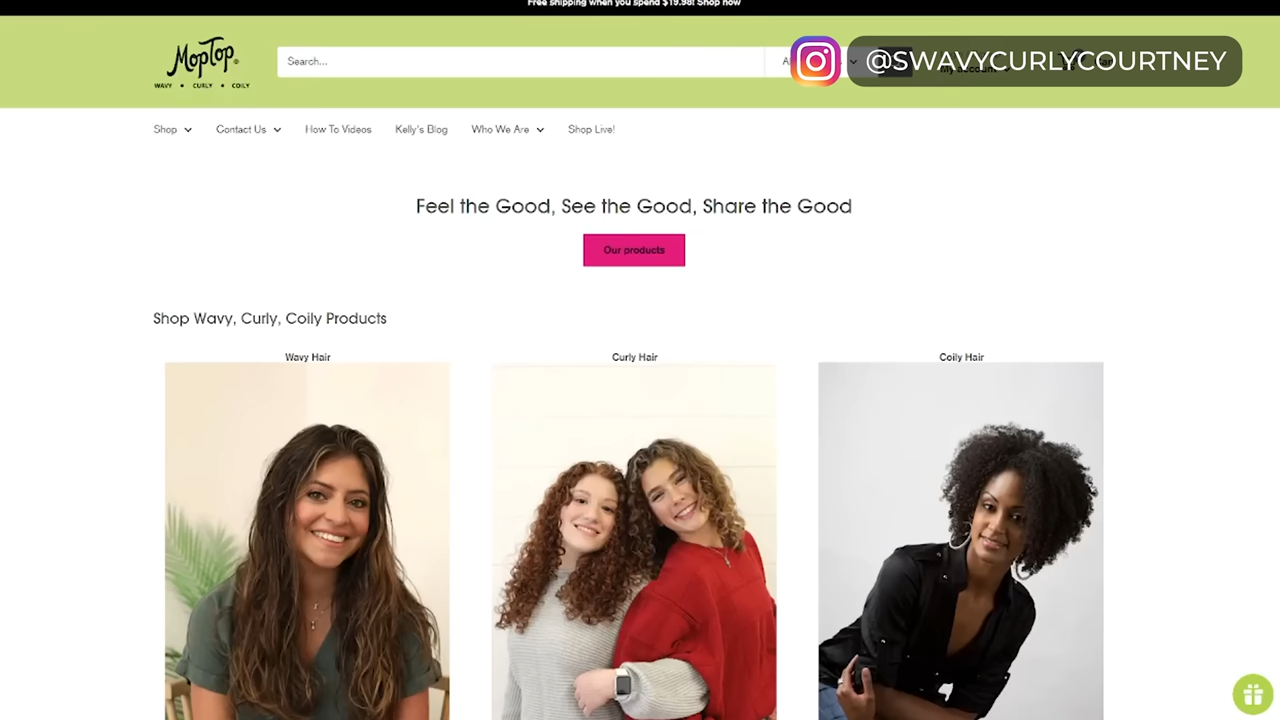 Free shipping when you spend $19.98! Shop now
MopTop®
WAVY • CURLY • COILY
Search...
@SWAVYCURLYCOURTNEY
My account
Shop
Contact Us
How To Videos
Kelly's Blog
Who We Are
Shop Live!
Feel the Good, See the Good, Share the Good
Our products
Shop Wavy, Curly, Coily Products
Wavy Hair
Curly Hair
Coily Hair